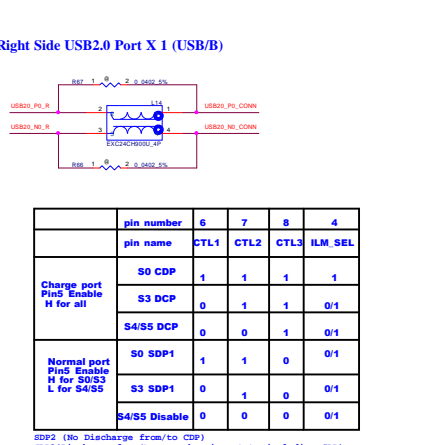 Right Side USB2.0 Port X 1 (USB/B)
R67 1 @ 2 0_0402_5%
L14
USB20_P0_R 2 1 USB20_P0_CONN
USB20_N0_R 3 4 USB20_N0_CONN
EXC24CH900U_4P
R66 1 @ 2 0_0402_5%
pin number 6 7 8 4
pin name CTL1 CTL2 CTL3 ILM_SEL
Charge port
Pin5 Enable
H for all
S0 CDP 1 1 1 1
S3 DCP 0 1 1 0/1
S4/S5 DCP 0 0 1 0/1
Normal port
Pin5 Enable
H for S0/S3
L for S4/S5
S0 SDP1 1 1 0 0/1
S3 SDP1 0 1 0 0/1
S4/S5 Disable 0 0 0 0/1
SDP2 (No Discharge from/to CDP)